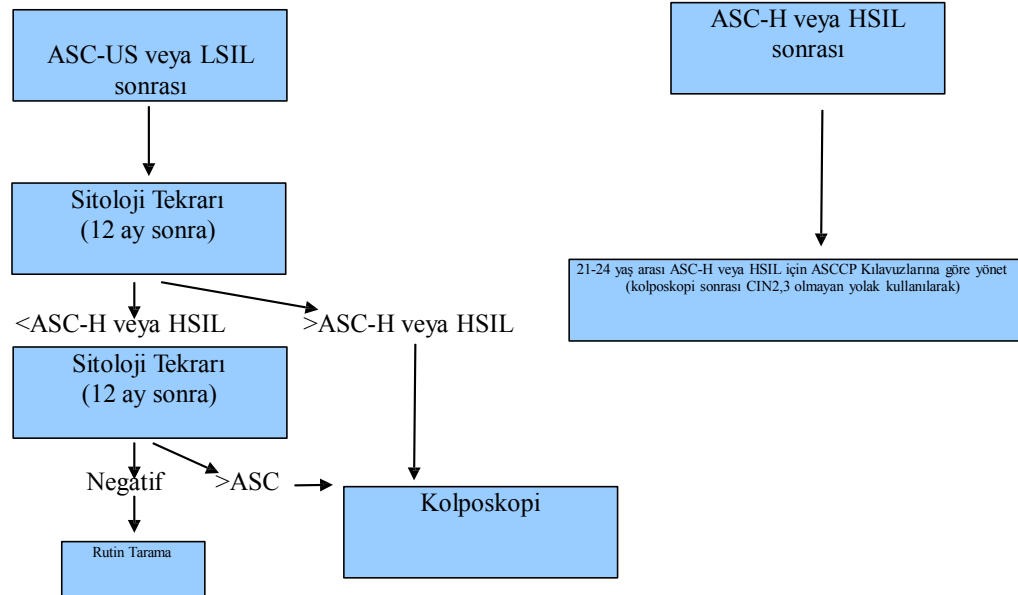 ASC-US veya LSIL
sonrası
Sitoloji Tekrarı
(12 ay sonra)
<ASC-H veya HSIL
>ASC-H veya HSIL
Sitoloji Tekrarı
(12 ay sonra)
Negatif
>ASC
Kolposkopi
Rutin Tarama
ASC-H veya HSIL
sonrası
21-24 yaş arası ASC-H veya HSIL için ASCCP Kılavuzlarına göre yönet
(kolposkopi sonrası CIN2,3 olmayan yolak kullanılarak)